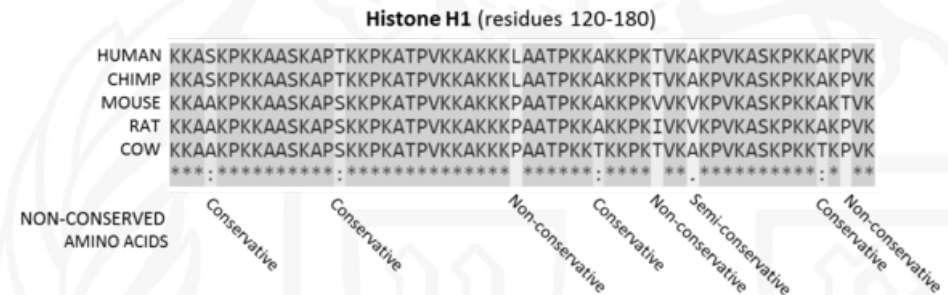 Histone H1 (residues 120-180)
HUMAN KKASKPKKAASKAPTKKPKATPVKKAKKKLAATPKKAKKPKTVKAKPVKASKPKKAKPVK
CHIMP KKASKPKKAASKAPTKKPKATPVKKAKKKLAATPKKAKKPKTVKAKPVKASKPKKAKPVK
MOUSE KKAAKPKKAASKAPSKKPKATPVKKAKKKPAATPKKAKKPKVVKVKPVKASKPKKAKTVK
RAT KKAAKPKKAASKAPSKKPKATPVKKAKKKPAATPKKAKKPKIVKVKPVKASKPKKAKPVK
COW KKAAKPKKAASKAPSKKPKATPVKKAKKKPAATPKKTKKPKTVKAKPVKASKPKKTKPVK
***:**********:************** ******:**** **.**********:* **
NON-CONSERVED
AMINO ACIDS
Conservative
Conservative
Non-conservative
Conservative
Non-conservative
Semi-conservative
Conservative
Non-conservative